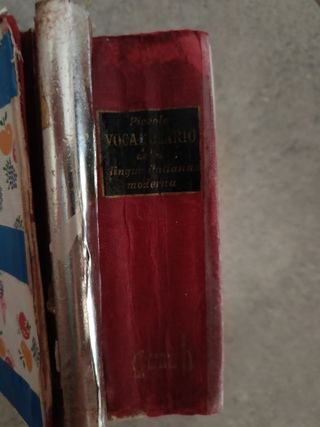 Piccolo
VOCABOLARIO
della
lingua italiana
moderna